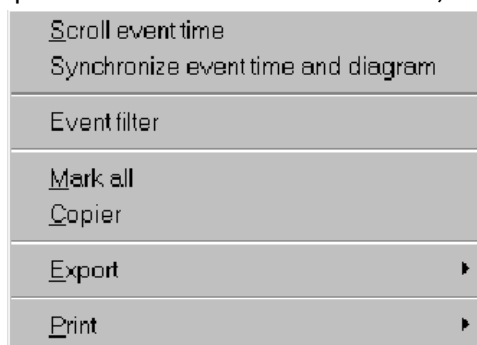 Scroll event time
Synchronize event time and diagram
Event filter
Mark all
Copier
Export
Print